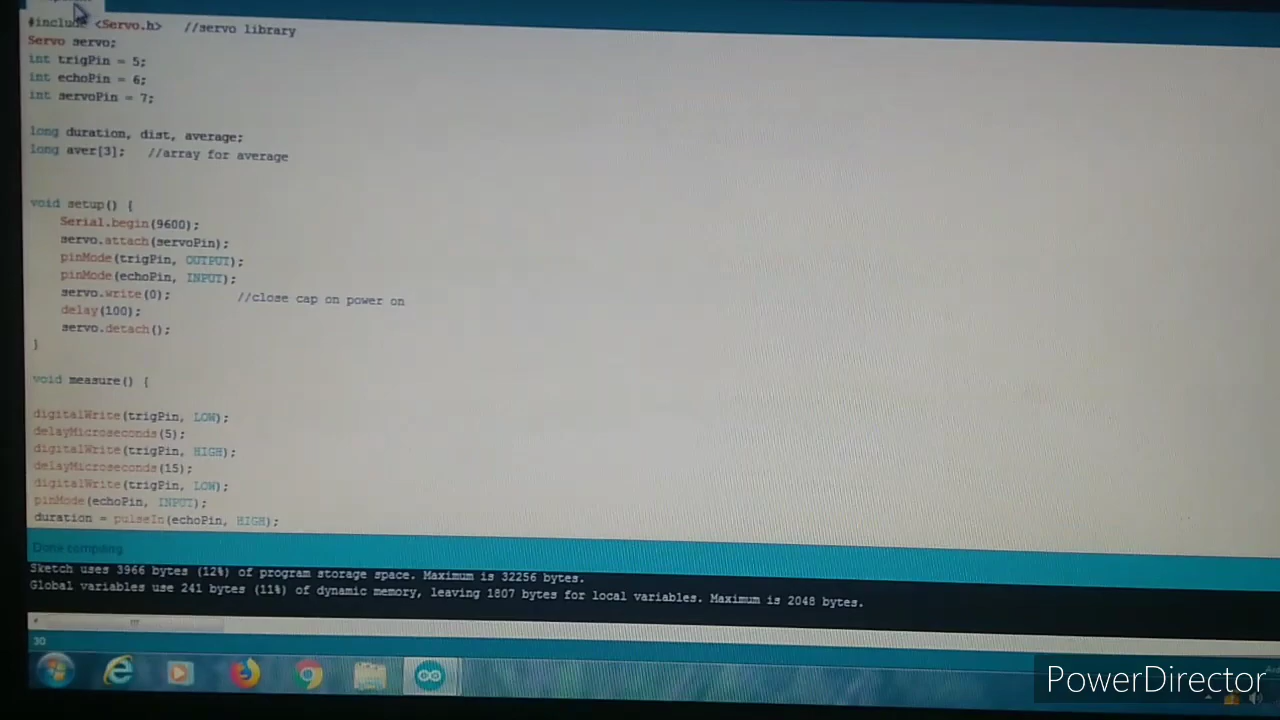 #include <Servo.h>   //servo library
Servo servo;
int trigPin = 5;
int echoPin = 6;
int servoPin = 7;
long duration, dist, average;
long aver[3];   //array for average
void setup() {
    Serial.begin(9600);
    servo.attach(servoPin);
    pinMode(trigPin, OUTPUT);
    pinMode(echoPin, INPUT);
    servo.write(0);         //close cap on power on
    delay(100);
    servo.detach();
}
void measure() {
digitalWrite(trigPin, LOW);
delayMicroseconds(5);
digitalWrite(trigPin, HIGH);
delayMicroseconds(15);
digitalWrite(trigPin, LOW);
pinMode(echoPin, INPUT);
duration = pulseIn(echoPin, HIGH);
Done compiling
Sketch uses 3966 bytes (12%) of program storage space. Maximum is 32256 bytes.
Global variables use 241 bytes (11%) of dynamic memory, leaving 1807 bytes for local variables. Maximum is 2048 bytes.
30
PowerDirector